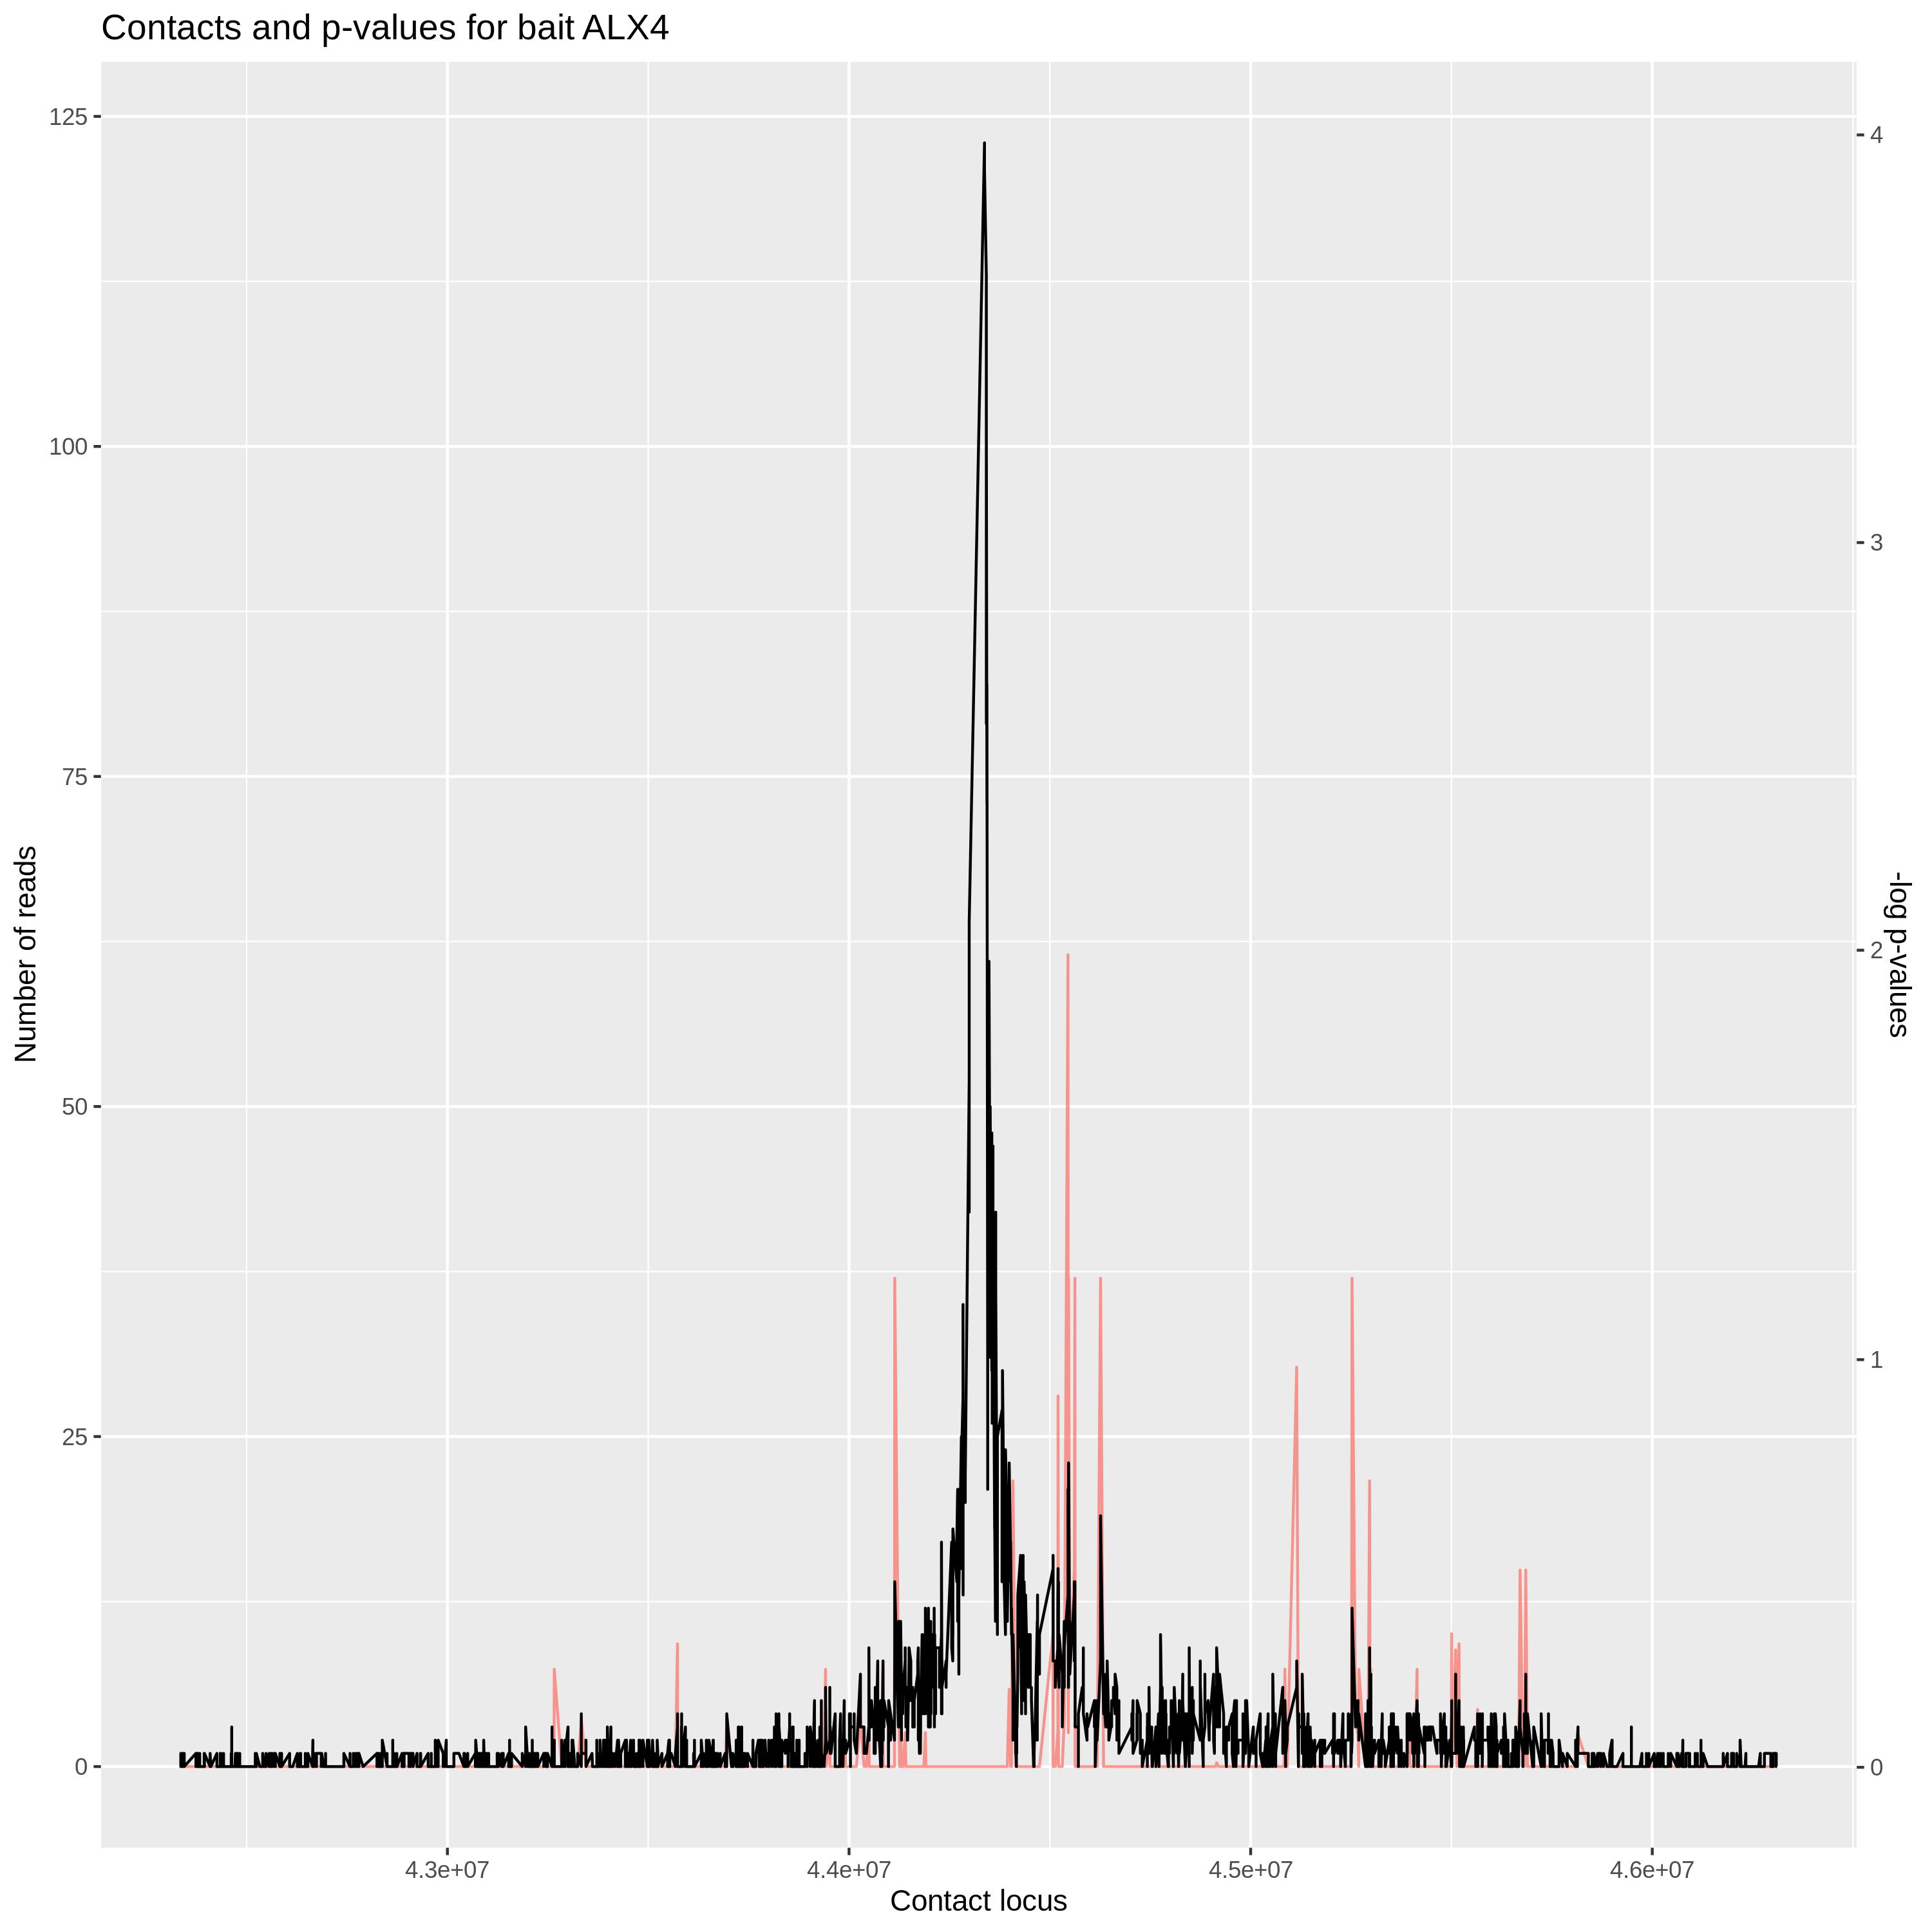 Contacts and p-values for bait ALX4
125
100
75
50
25
0
Number of reads
4
3
2
1
0
-log p-values
4.3e+07
4.4e+07
4.5e+07
4.6e+07
Contact locus